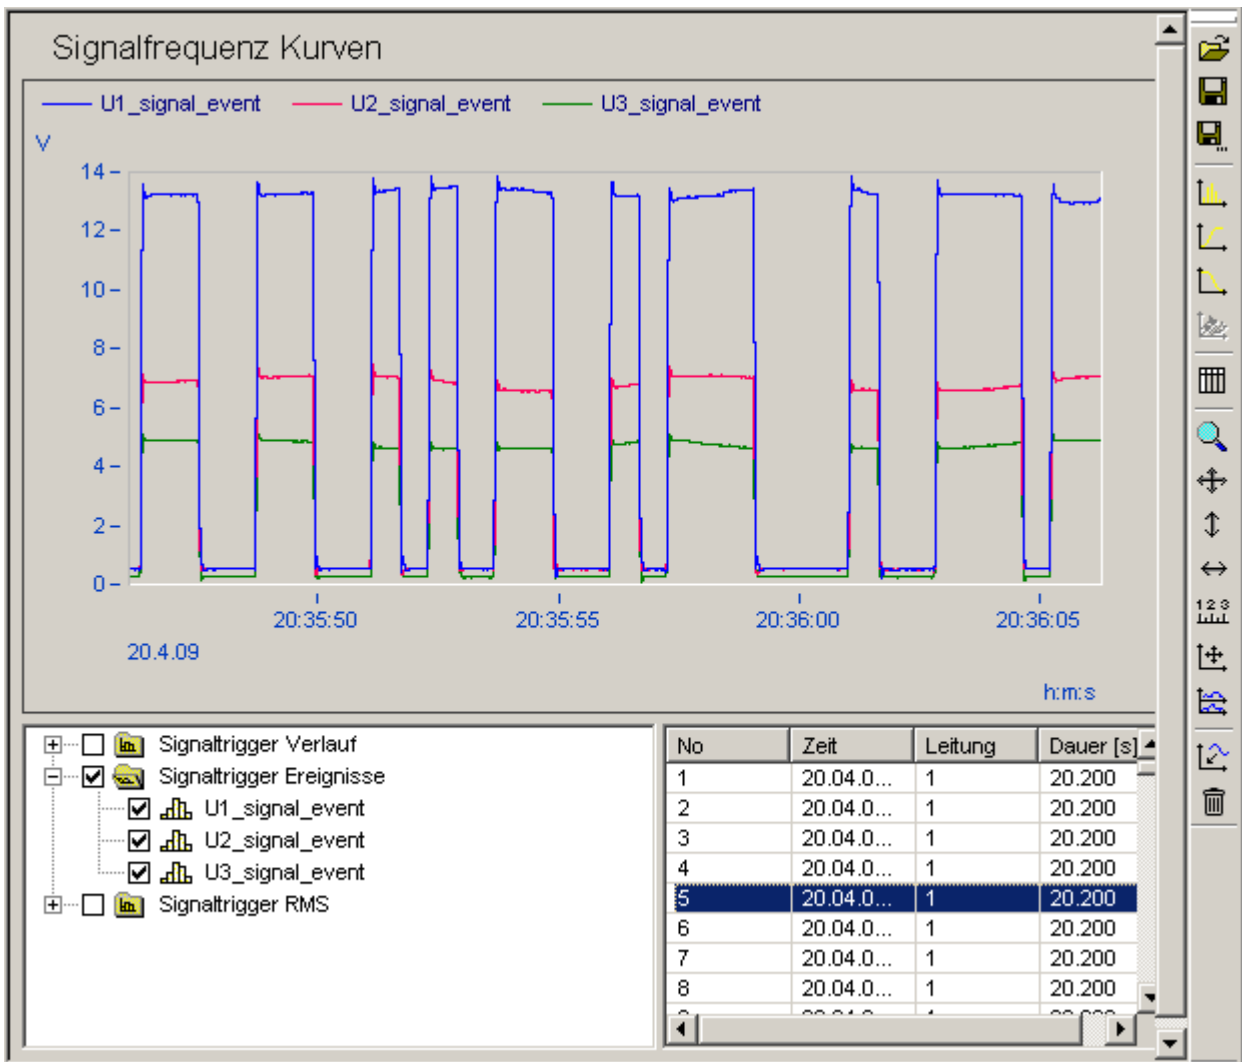 Signalfrequenz Kurven
U1_signal_event U2_signal_event U3_signal_event
V
14
12
10
8
6
4
2
0
20:35:50 20:35:55 20:36:00 20:36:05
20.4.09
h:m:s
Signaltrigger Verlauf
Signaltrigger Ereignisse
U1_signal_event
U2_signal_event
U3_signal_event
Signaltrigger RMS
No Zeit Leitung Dauer [s]
1 20.04.0... 1 20.200
2 20.04.0... 1 20.200
3 20.04.0... 1 20.200
4 20.04.0... 1 20.200
5 20.04.0... 1 20.200
6 20.04.0... 1 20.200
7 20.04.0... 1 20.200
8 20.04.0... 1 20.200
1 2 3